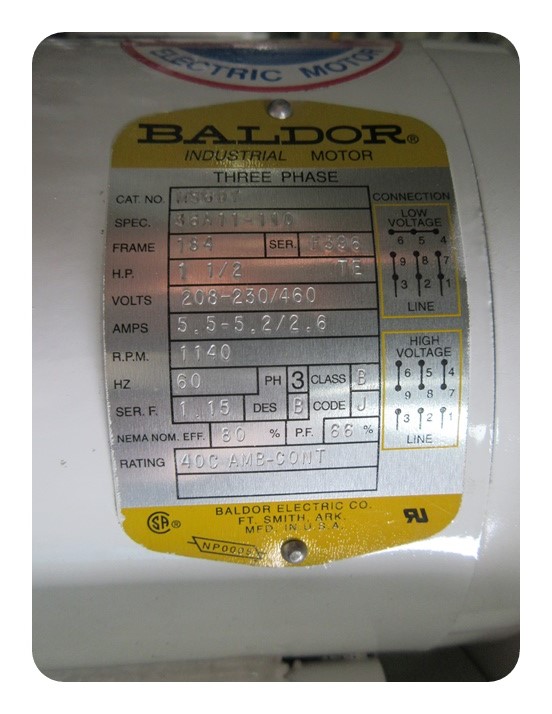 ELECTRIC MOTOR
BALDOR®
INDUSTRIAL MOTOR
THREE PHASE
CAT. NO.
SPEC.
FRAME 184 SER.
H.P. 1 1/2 TE
VOLTS 208-230/460
AMPS 5.5-5.2/2.6
R.P.M. 1140
HZ 60 PH 3 CLASS B
SER. F. 1.15 DES B CODE J
NEMA NOM. EFF. 80 % P.F. 66 %
RATING 40C AMB-CONT
CONNECTION
LOW
VOLTAGE
6 5 4
9 8 7
3 2 1
LINE
HIGH
VOLTAGE
6 5 4
9 8 7
3 2 1
LINE
BALDOR ELECTRIC CO.
FT. SMITH, ARK.
MFD. IN U.S.A.
SA®